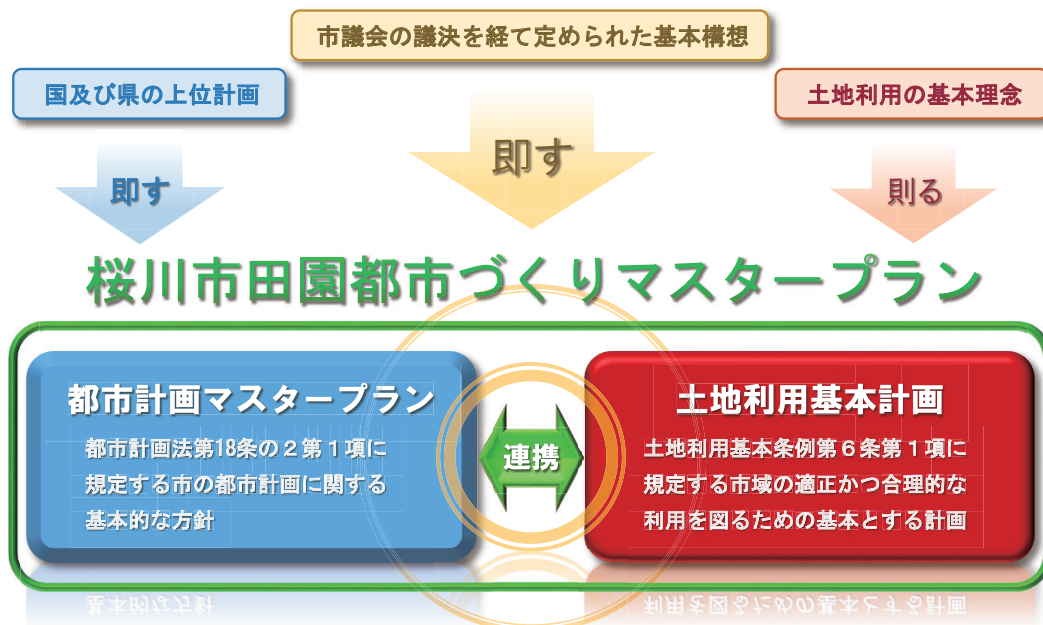 市議会の議決を経て定められた基本構想
国及び県の上位計画
土地利用の基本理念
即す
即す
則る
桜川市田園都市づくりマスタープラン
都市計画マスタープラン
都市計画法第18条の２第１項に
規定する市の都市計画に関する
基本的な方針
連携
土地利用基本計画
土地利用基本条例第６条第１項に
規定する市域の適正かつ合理的な
利用を図るための基本とする計画